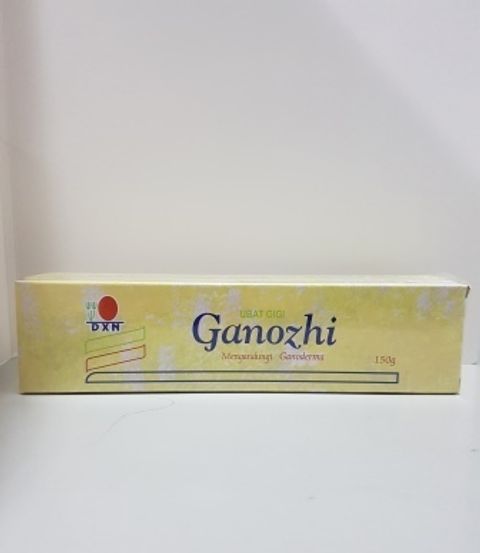 DXN
UBAT GIGI
Ganozhi
Mengandungi Ganoderma
150g